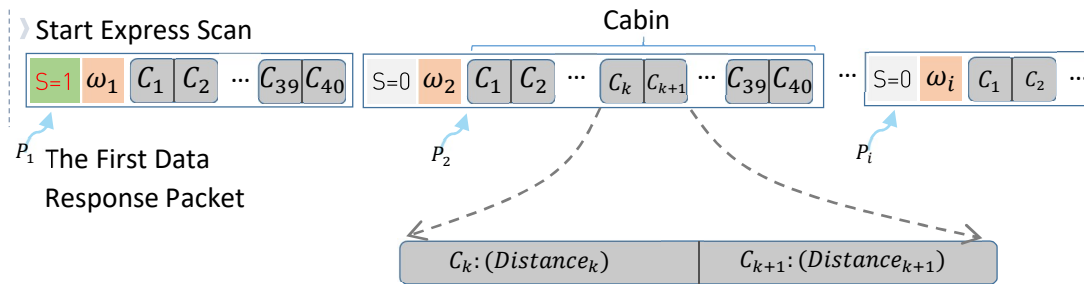 Start Express Scan
Cabin
S=1 ω₁ C₁ C₂ ... C₃₉ C₄₀
S=0 ω₂ C₁ C₂ ... Cₖ Cₖ₊₁ ... C₃₉ C₄₀ ...
S=0 ωᵢ C₁ C₂ ...
P₁
P₂
Pᵢ
The First Data
Response Packet
Cₖ: (Distanceₖ)
Cₖ₊₁: (Distanceₖ₊₁)